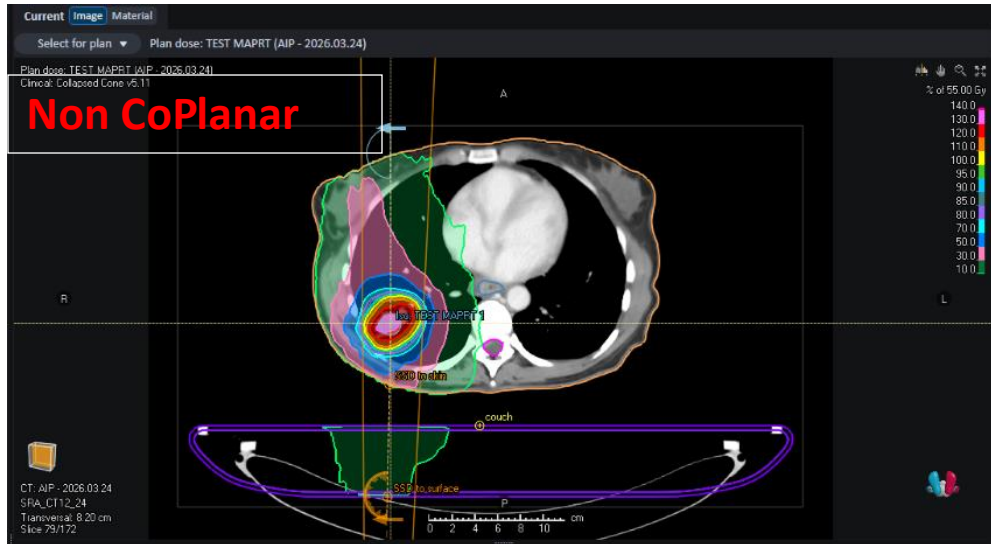 Current Image Material
Select for plan Plan dose: TEST MAPRT (AIP - 2026.03.24)
Plan dose: TEST MAPRT (AIP - 2026.03.24)
Clinical: Collapsed Cone v5.11
Non CoPlanar
A
% of 55.00 Gy
140.0
130.0
120.0
110.0
100.0
95.0
90.0
85.0
80.0
70.0
50.0
30.0
10.0
R
L
Iso: TEST MAPRT 1
SSD to skin
couch
SSD to surface
P
CT: AIP - 2026.03.24
SRA_CT12_24
Transversal: 8.20 cm
Slice 79/172
cm
0 2 4 6 8 10